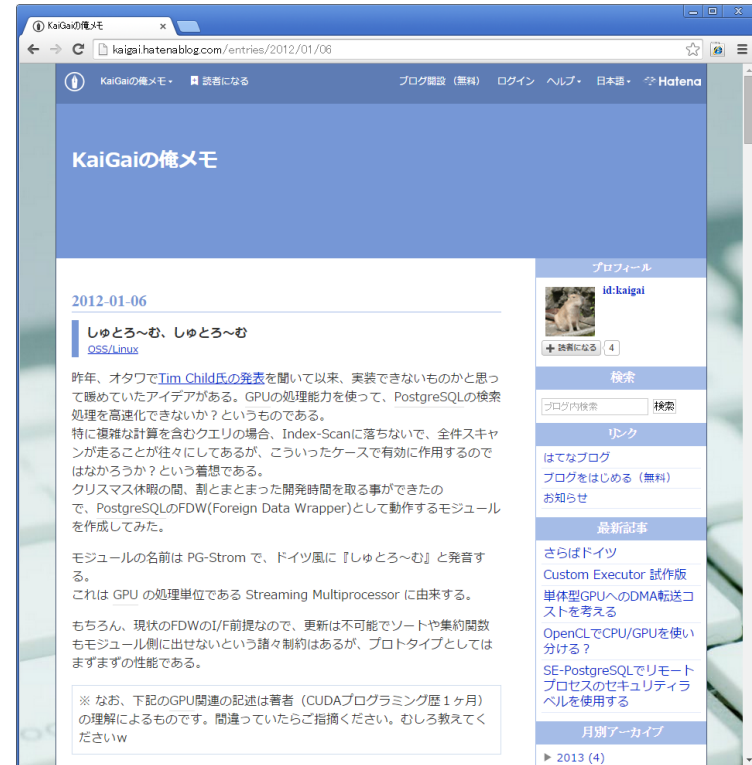 KaiGaiの俺メモ
kaigai.hatenablog.com/entries/2012/01/06
KaiGaiの俺メモ
読者になる
ブログ開設（無料）
ログイン
ヘルプ
日本語
Hatena
KaiGaiの俺メモ
2012-01-06
しゅとろ～む、しゅとろ～む
OSS/Linux
昨年、オタワでTim Child氏の発表を聞いて以来、実装できないものかと思っ
て暖めていたアイデアがある。GPUの処理能力を使って、PostgreSQLの検索
処理を高速化できないか？というものである。
特に複雑な計算を含むクエリの場合、Index-Scanに落ちないで、全件スキャ
ンが走ることが往々にしてあるが、こういったケースで有効に作用するので
はなかろうか？という着想である。
クリスマス休暇の間、割とまとまった開発時間を取る事ができたの
で、PostgreSQLのFDW(Foreign Data Wrapper)として動作するモジュール
を作成してみた。
モジュールの名前は PG-Strom で、ドイツ風に『しゅとろ～む』と発音す
る。
これは GPU の処理単位である Streaming Multiprocessor に由来する。
もちろん、現状のFDWのI/F前提なので、更新は不可能でソートや集約関数
もモジュール側に出せないという諸々制約はあるが、プロトタイプとしては
まずまずの性能である。
※ なお、下記のGPU関連の記述は著者（CUDAプログラミング歴１ヶ月）
の理解によるものです。間違っていたらご指摘ください。むしろ教えてく
ださいw
プロフィール
id:kaigai
読者になる
4
検索
ブログ内検索
検索
リンク
はてなブログ
ブログをはじめる（無料）
お知らせ
最新記事
さらばドイツ
Custom Executor 試作版
単体型GPUへのDMA転送コ
ストを考える
OpenCLでCPU/GPUを使い
分ける？
SE-PostgreSQLでリモート
プロセスのセキュリティラ
ベルを使用する
月別アーカイブ
▶ 2013 (4)